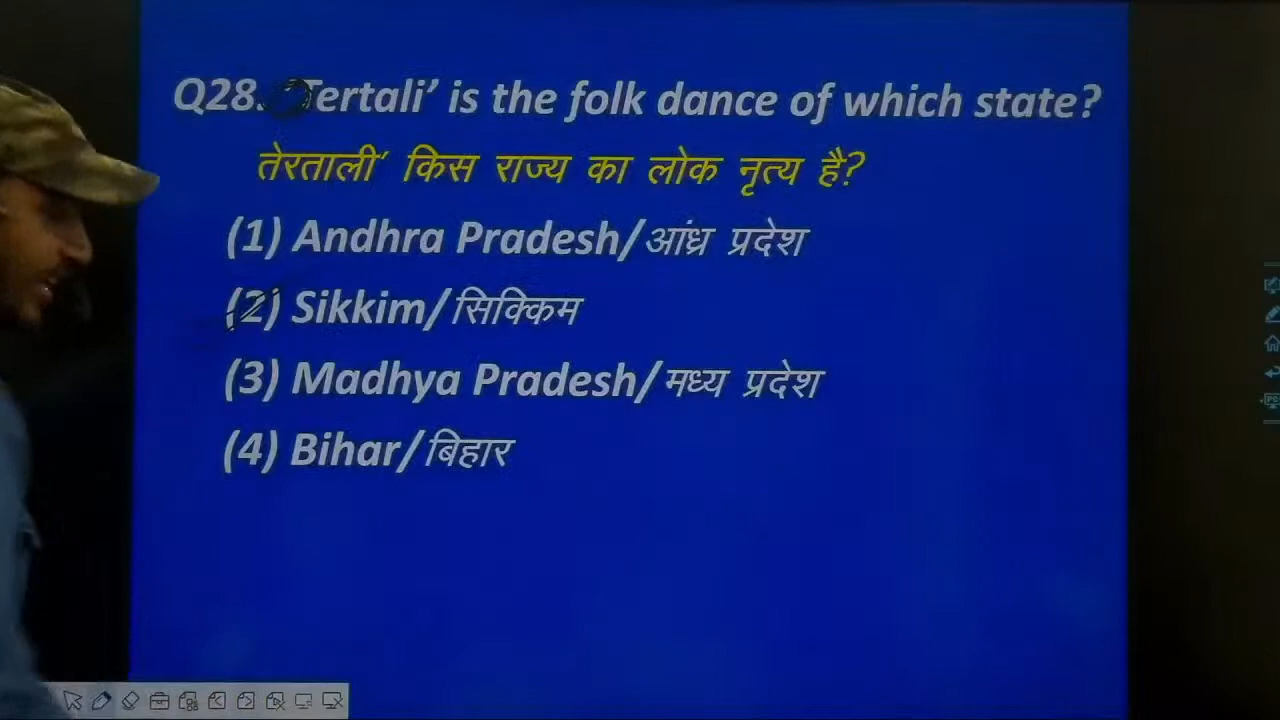 Q28. Tertali’ is the folk dance of which state?
तेरताली’ किस राज्य का लोक नृत्य है?
(1) Andhra Pradesh/आंध्र प्रदेश
(2) Sikkim/सिक्किम
(3) Madhya Pradesh/मध्य प्रदेश
(4) Bihar/बिहार